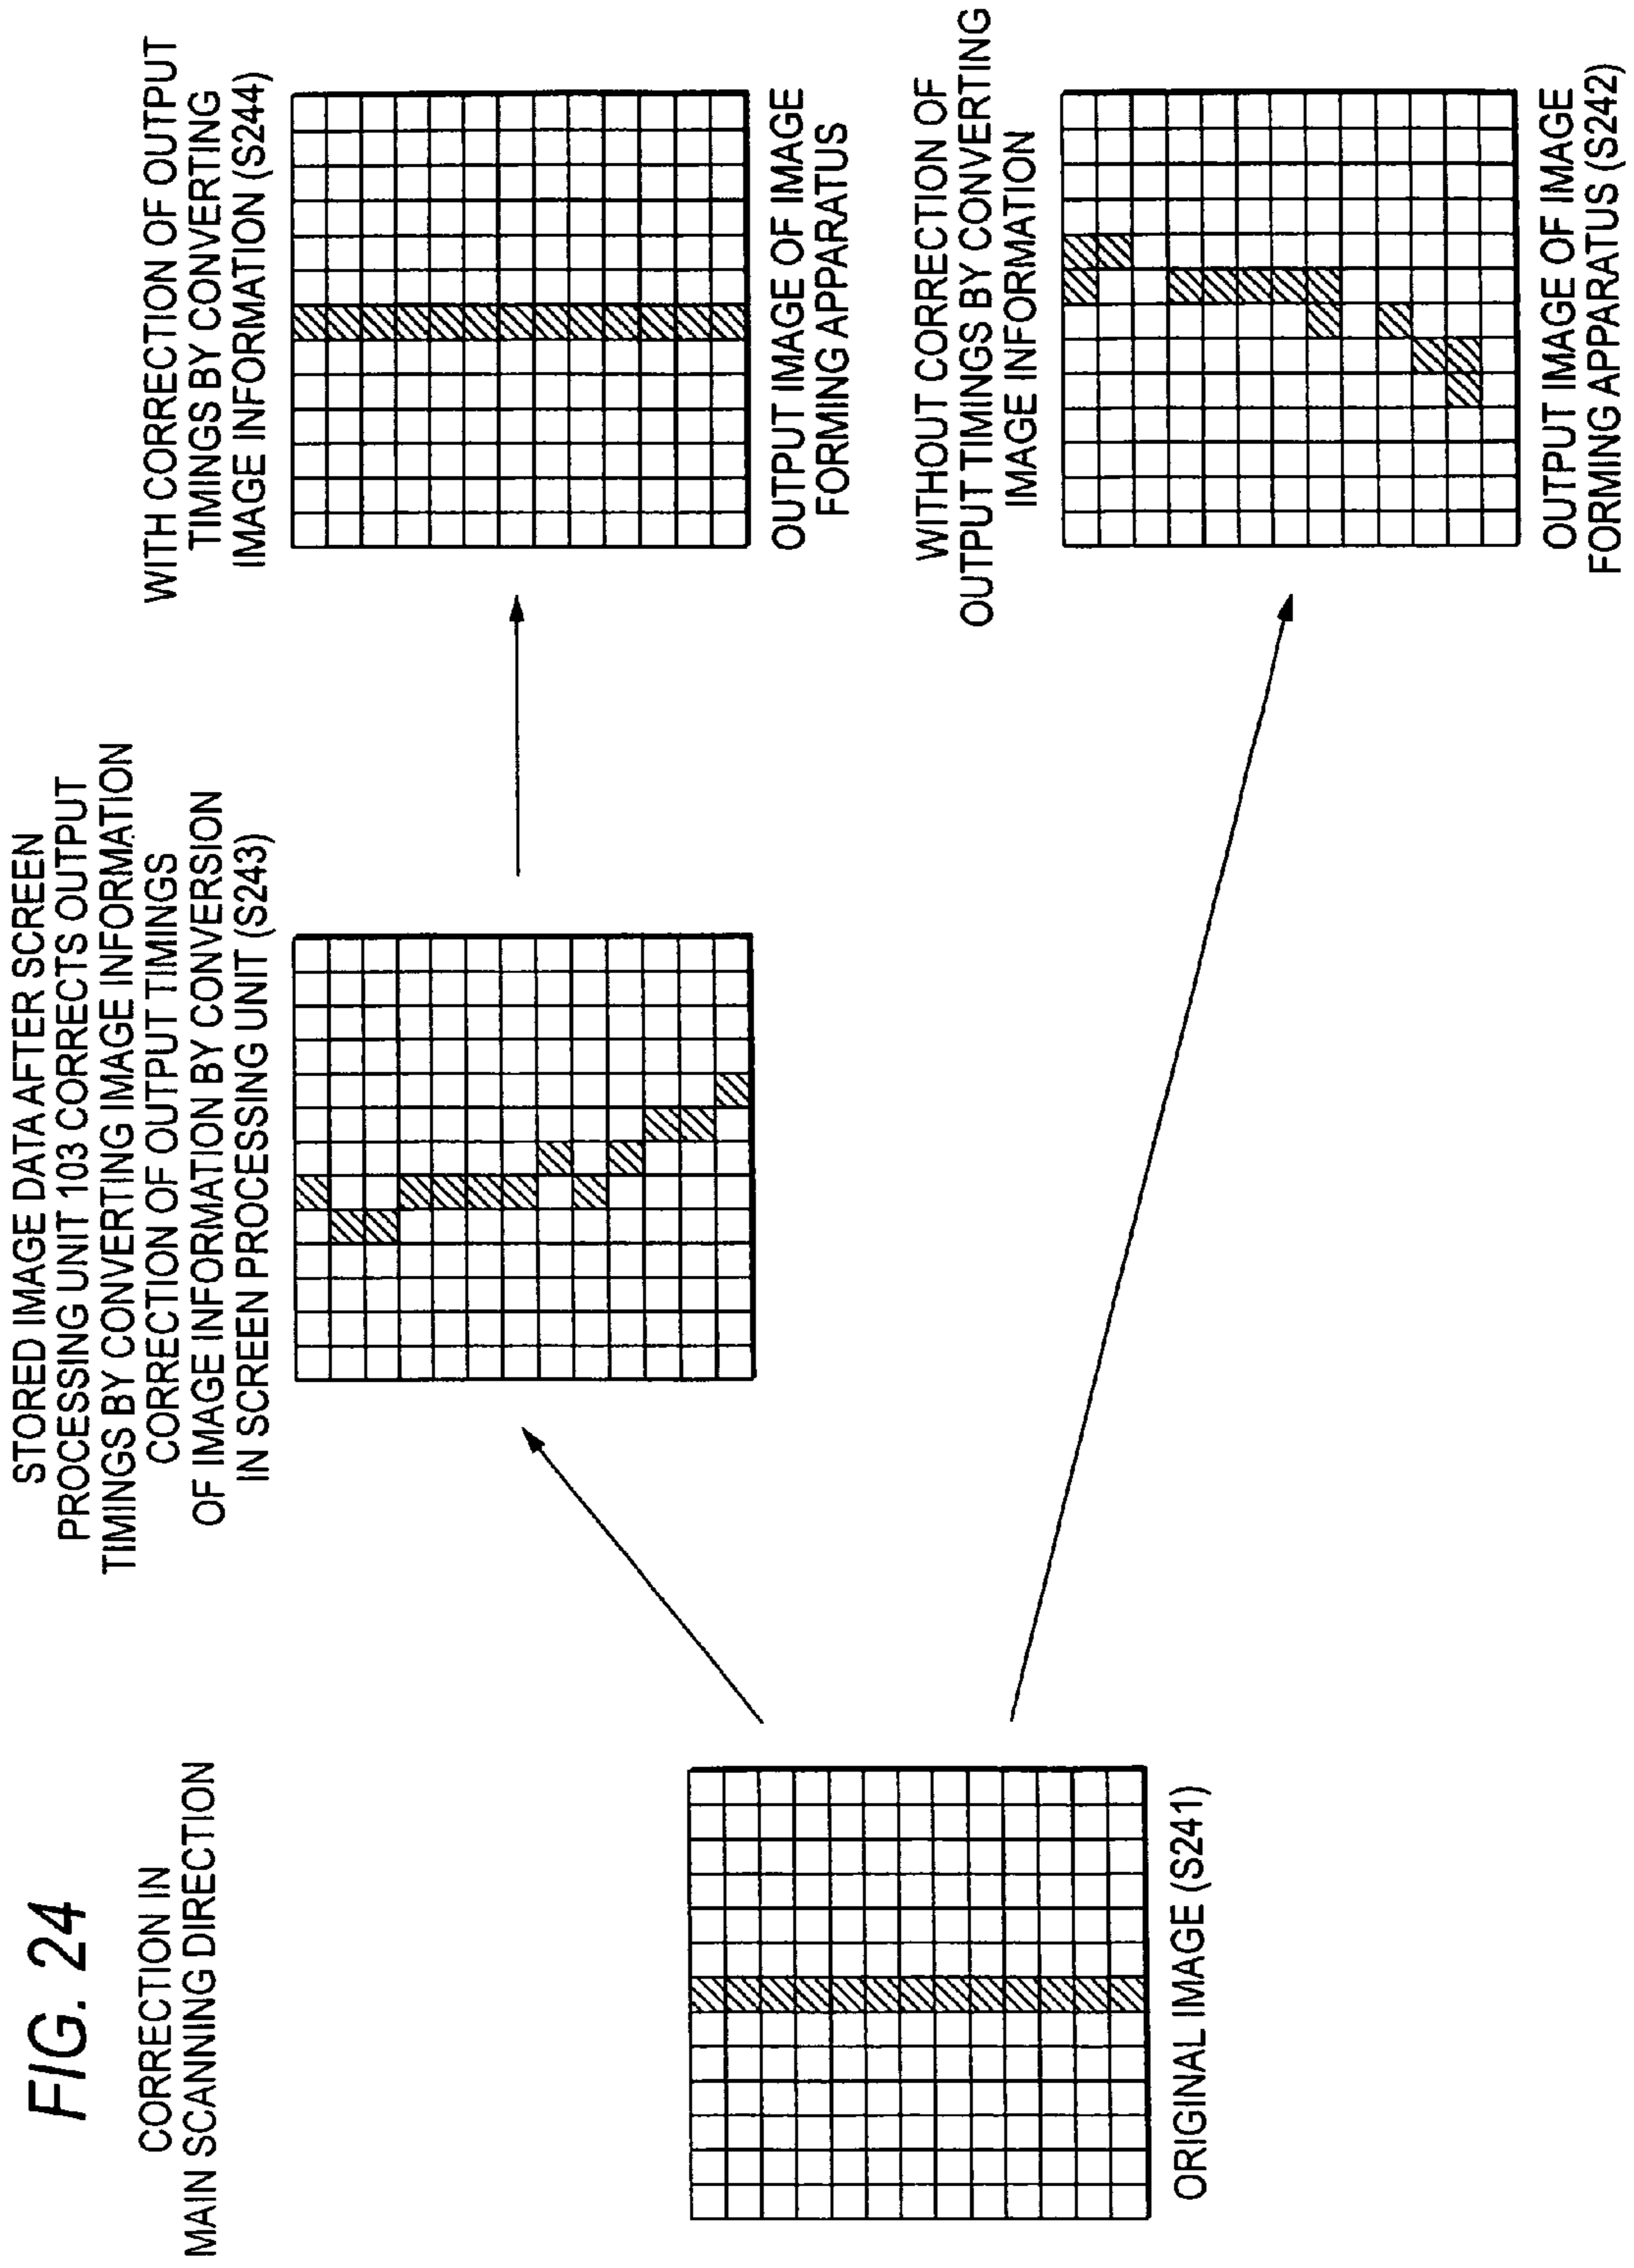 FIG. 24
CORRECTION IN
MAIN SCANNING DIRECTION
ORIGINAL IMAGE (S241)
STORED IMAGE DATA AFTER SCREEN
PROCESSING UNIT 103 CORRECTS OUTPUT
TIMINGS BY CONVERTING IMAGE INFORMATION
CORRECTION OF OUTPUT TIMINGS
OF IMAGE INFORMATION BY CONVERSION
IN SCREEN PROCESSING UNIT (S243)
WITH CORRECTION OF OUTPUT
TIMINGS BY CONVERTING
IMAGE INFORMATION (S244)
OUTPUT IMAGE OF IMAGE
FORMING APPARATUS
WITHOUT CORRECTION OF
OUTPUT TIMINGS BY CONVERTING
IMAGE INFORMATION
OUTPUT IMAGE OF IMAGE
FORMING APPARATUS (S242)